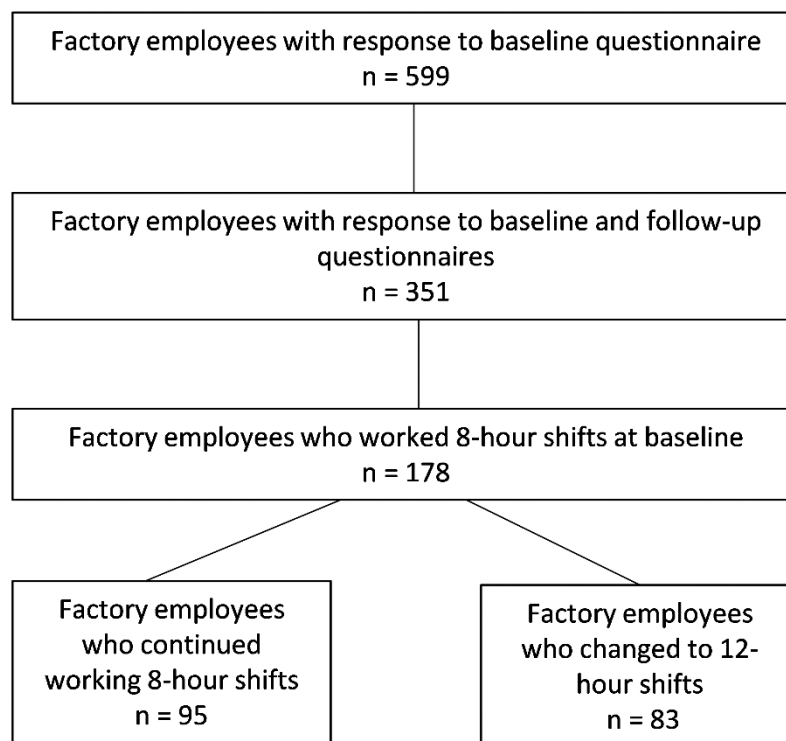 Factory employees with response to baseline questionnaire
n = 599
Factory employees with response to baseline and follow-up
questionnaires
n = 351
Factory employees who worked 8-hour shifts at baseline
n = 178
Factory employees
who continued
working 8-hour shifts
n = 95
Factory employees
who changed to 12-
hour shifts
n = 83